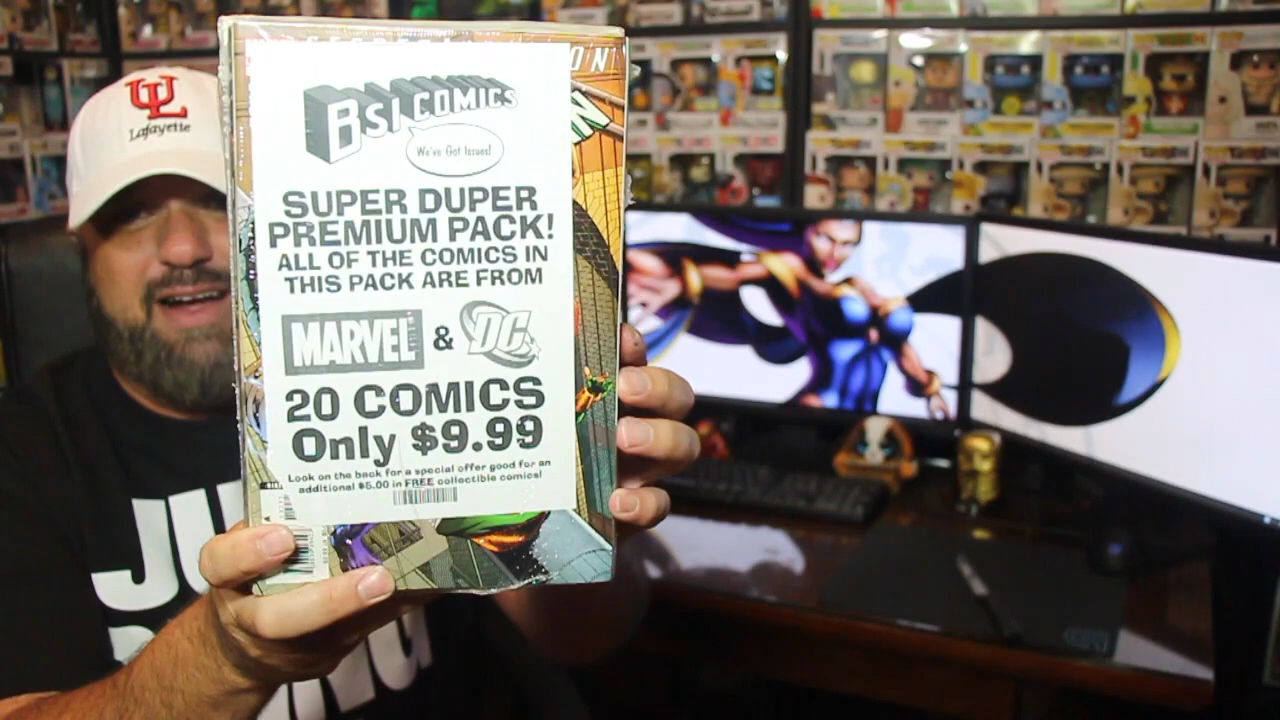 UL
Lafayette
BSI COMICS
We've Got Issues!
SUPER DUPER
PREMIUM PACK!
ALL OF THE COMICS IN
THIS PACK ARE FROM
MARVEL & DC
20 COMICS
Only $9.99
Look on the back for a special offer good for an
additional $5.00 in FREE collectible comics!
JU